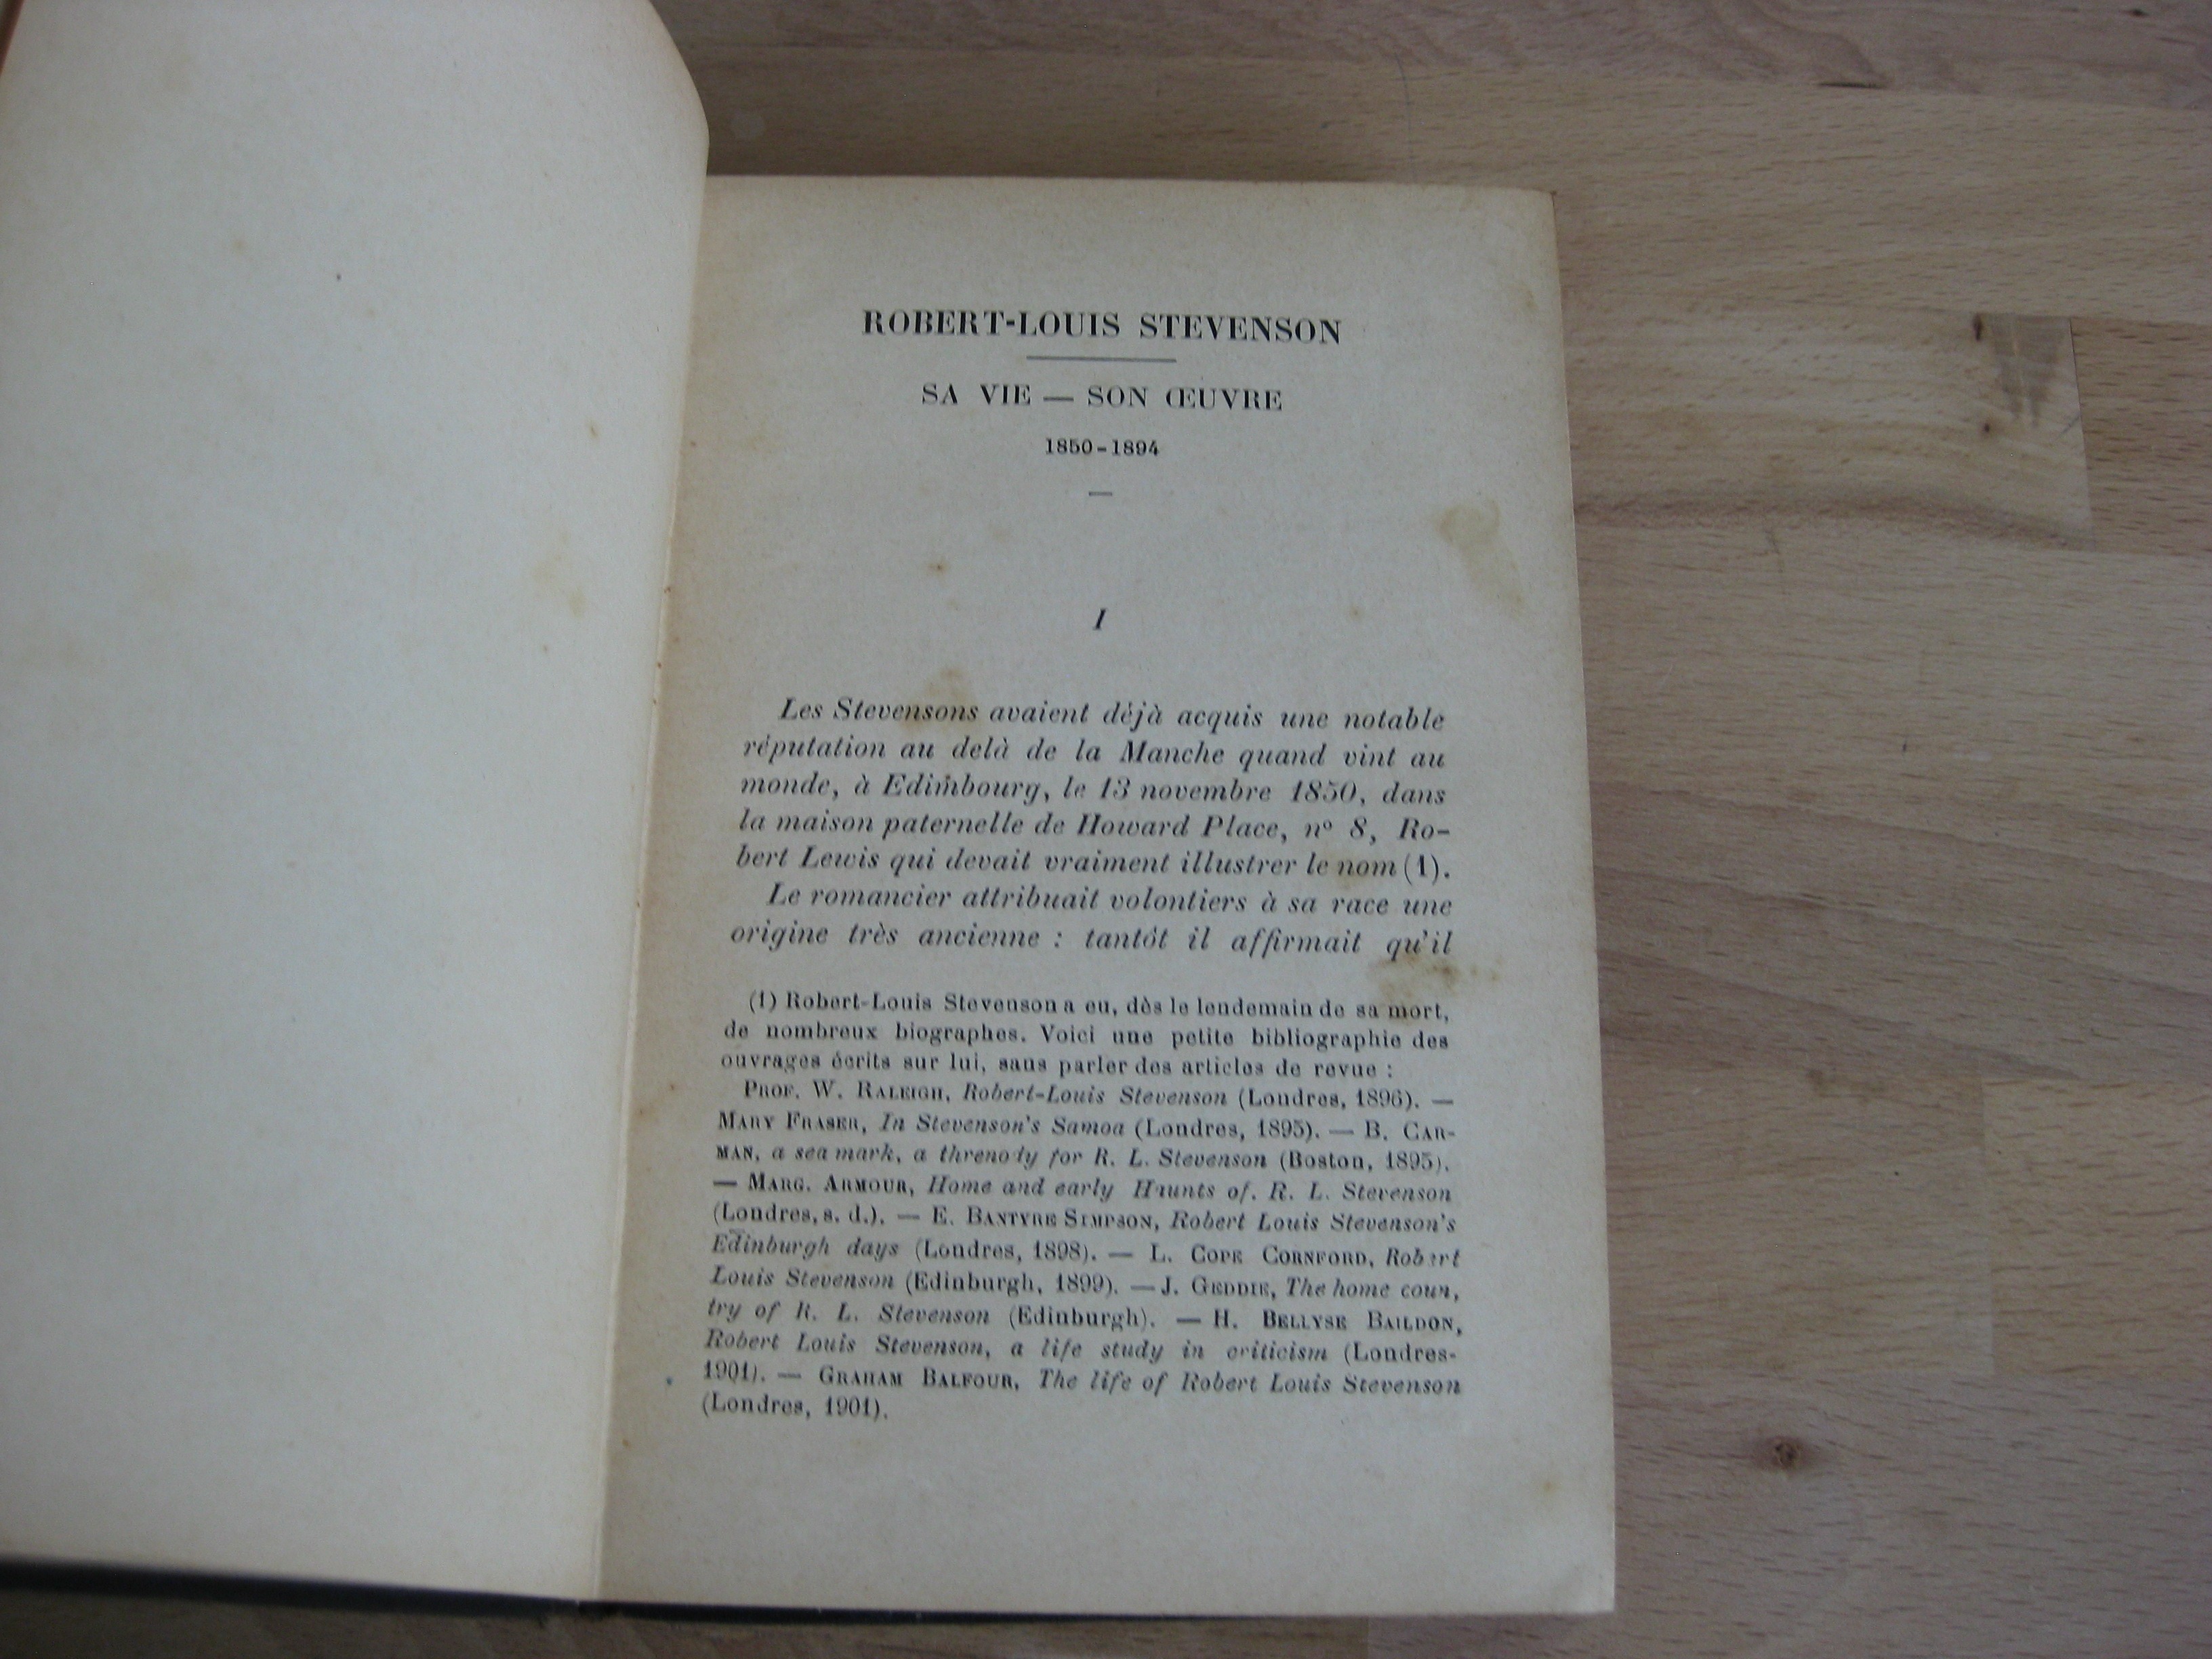 ROBERT-LOUIS STEVENSON
SA VIE — SON ŒUVRE
1850-1894
I
Les Stevensons avaient déjà acquis une notable
réputation au delà de la Manche quand vint au
monde, à Edimbourg, le 13 novembre 1850, dans
la maison paternelle de Howard Place, nº 8, Ro-
bert Lewis qui devait vraiment illustrer le nom (1).
Le romancier attribuait volontiers à sa race une
origine très ancienne : tantôt il affirmait qu'il
(1) Robert-Louis Stevenson a eu, dès le lendemain de sa mort,
de nombreux biographes. Voici une petite bibliographie des
ouvrages écrits sur lui, sans parler des articles de revue :
PROF. W. RALEIGH, Robert-Louis Stevenson (Londres, 1896). —
MARY FRASER, In Stevenson's Samoa (Londres, 1895). — B. CAR-
MAN, a sea mark, a threnody for R. L. Stevenson (Boston, 1895).
— MARG. ARMOUR, Home and early Haunts of. R. L. Stevenson
(Londres, s. d.). — E. BANTYRE SIMPSON, Robert Louis Stevenson's
Edinburgh days (Londres, 1898). — L. COPE CORNFORD, Robert
Louis Stevenson (Edinburgh, 1899). — J. GEDDIE, The home coun,
try of R. L. Stevenson (Edinburgh). — H. BELLYSE BAILDON,
Robert Louis Stevenson, a life study in criticism (Londres-
1901). — GRAHAM BALFOUR, The life of Robert Louis Stevenson
(Londres, 1901).